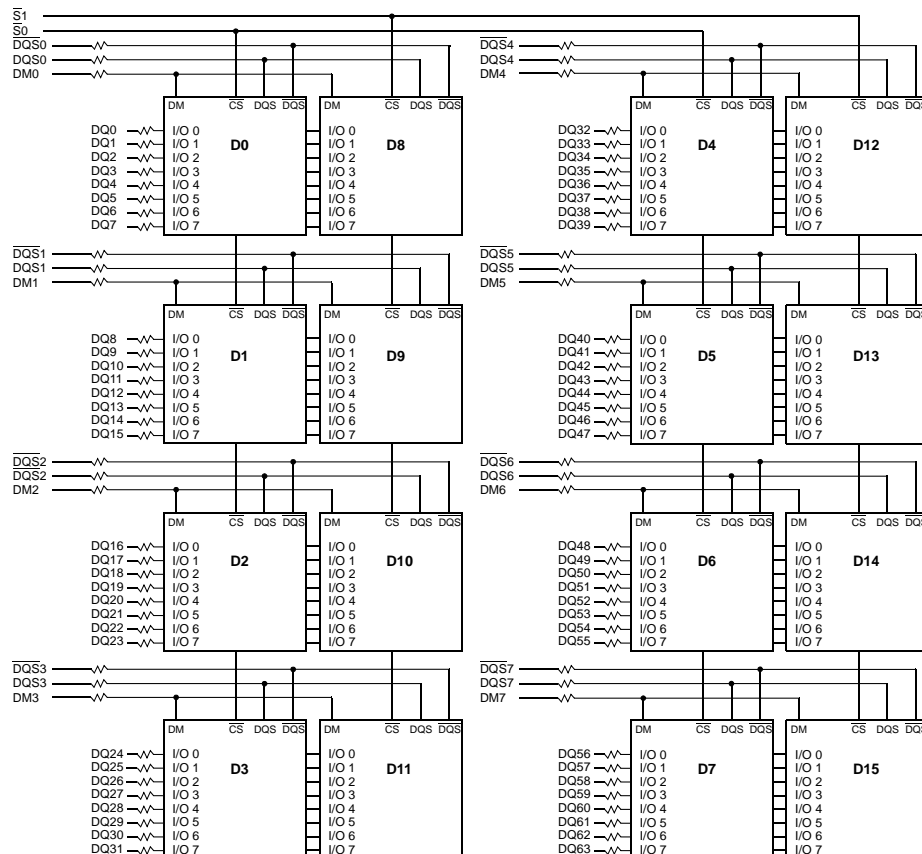 S1
S0
DQS0
DQS0
DM0
DM CS DQS DQS
DM CS DQS DQS
DQ0 I/O 0 I/O 0
DQ1 I/O 1 D0 I/O 1 D8
DQ2 I/O 2 I/O 2
DQ3 I/O 3 I/O 3
DQ4 I/O 4 I/O 4
DQ5 I/O 5 I/O 5
DQ6 I/O 6 I/O 6
DQ7 I/O 7 I/O 7
DQS1
DQS1
DM1
DM CS DQS DQS
DM CS DQS DQS
DQ8 I/O 0 I/O 0
DQ9 I/O 1 D1 I/O 1 D9
DQ10 I/O 2 I/O 2
DQ11 I/O 3 I/O 3
DQ12 I/O 4 I/O 4
DQ13 I/O 5 I/O 5
DQ14 I/O 6 I/O 6
DQ15 I/O 7 I/O 7
DQS2
DQS2
DM2
DM CS DQS DQS
DM CS DQS DQS
DQ16 I/O 0 I/O 0
DQ17 I/O 1 D2 I/O 1 D10
DQ18 I/O 2 I/O 2
DQ19 I/O 3 I/O 3
DQ20 I/O 4 I/O 4
DQ21 I/O 5 I/O 5
DQ22 I/O 6 I/O 6
DQ23 I/O 7 I/O 7
DQS3
DQS3
DM3
DM CS DQS DQS
DM CS DQS DQS
DQ24 I/O 0 I/O 0
DQ25 I/O 1 D3 I/O 1 D11
DQ26 I/O 2 I/O 2
DQ27 I/O 3 I/O 3
DQ28 I/O 4 I/O 4
DQ29 I/O 5 I/O 5
DQ30 I/O 6 I/O 6
DQ31 I/O 7 I/O 7
DQS4
DQS4
DM4
DM CS DQS DQS
DM CS DQS
DQ32 I/O 0 I/O 0
DQ33 I/O 1 D4 I/O 1 D12
DQ34 I/O 2 I/O 2
DQ35 I/O 3 I/O 3
DQ36 I/O 4 I/O 4
DQ37 I/O 5 I/O 5
DQ38 I/O 6 I/O 6
DQ39 I/O 7 I/O 7
DQS5
DQS5
DM5
DM CS DQS DQS
DM CS DQS
DQ40 I/O 0 I/O 0
DQ41 I/O 1 D5 I/O 1 D13
DQ42 I/O 2 I/O 2
DQ43 I/O 3 I/O 3
DQ44 I/O 4 I/O 4
DQ45 I/O 5 I/O 5
DQ46 I/O 6 I/O 6
DQ47 I/O 7 I/O 7
DQS6
DQS6
DM6
DM CS DQS DQS
DM CS DQS
DQ48 I/O 0 I/O 0
DQ49 I/O 1 D6 I/O 1 D14
DQ50 I/O 2 I/O 2
DQ51 I/O 3 I/O 3
DQ52 I/O 4 I/O 4
DQ53 I/O 5 I/O 5
DQ54 I/O 6 I/O 6
DQ55 I/O 7 I/O 7
DQS7
DQS7
DM7
DM CS DQS DQS
DM CS DQS
DQ56 I/O 0 I/O 0
DQ57 I/O 1 D7 I/O 1 D15
DQ58 I/O 2 I/O 2
DQ59 I/O 3 I/O 3
DQ60 I/O 4 I/O 4
DQ61 I/O 5 I/O 5
DQ62 I/O 6 I/O 6
DQ63 I/O 7 I/O 7